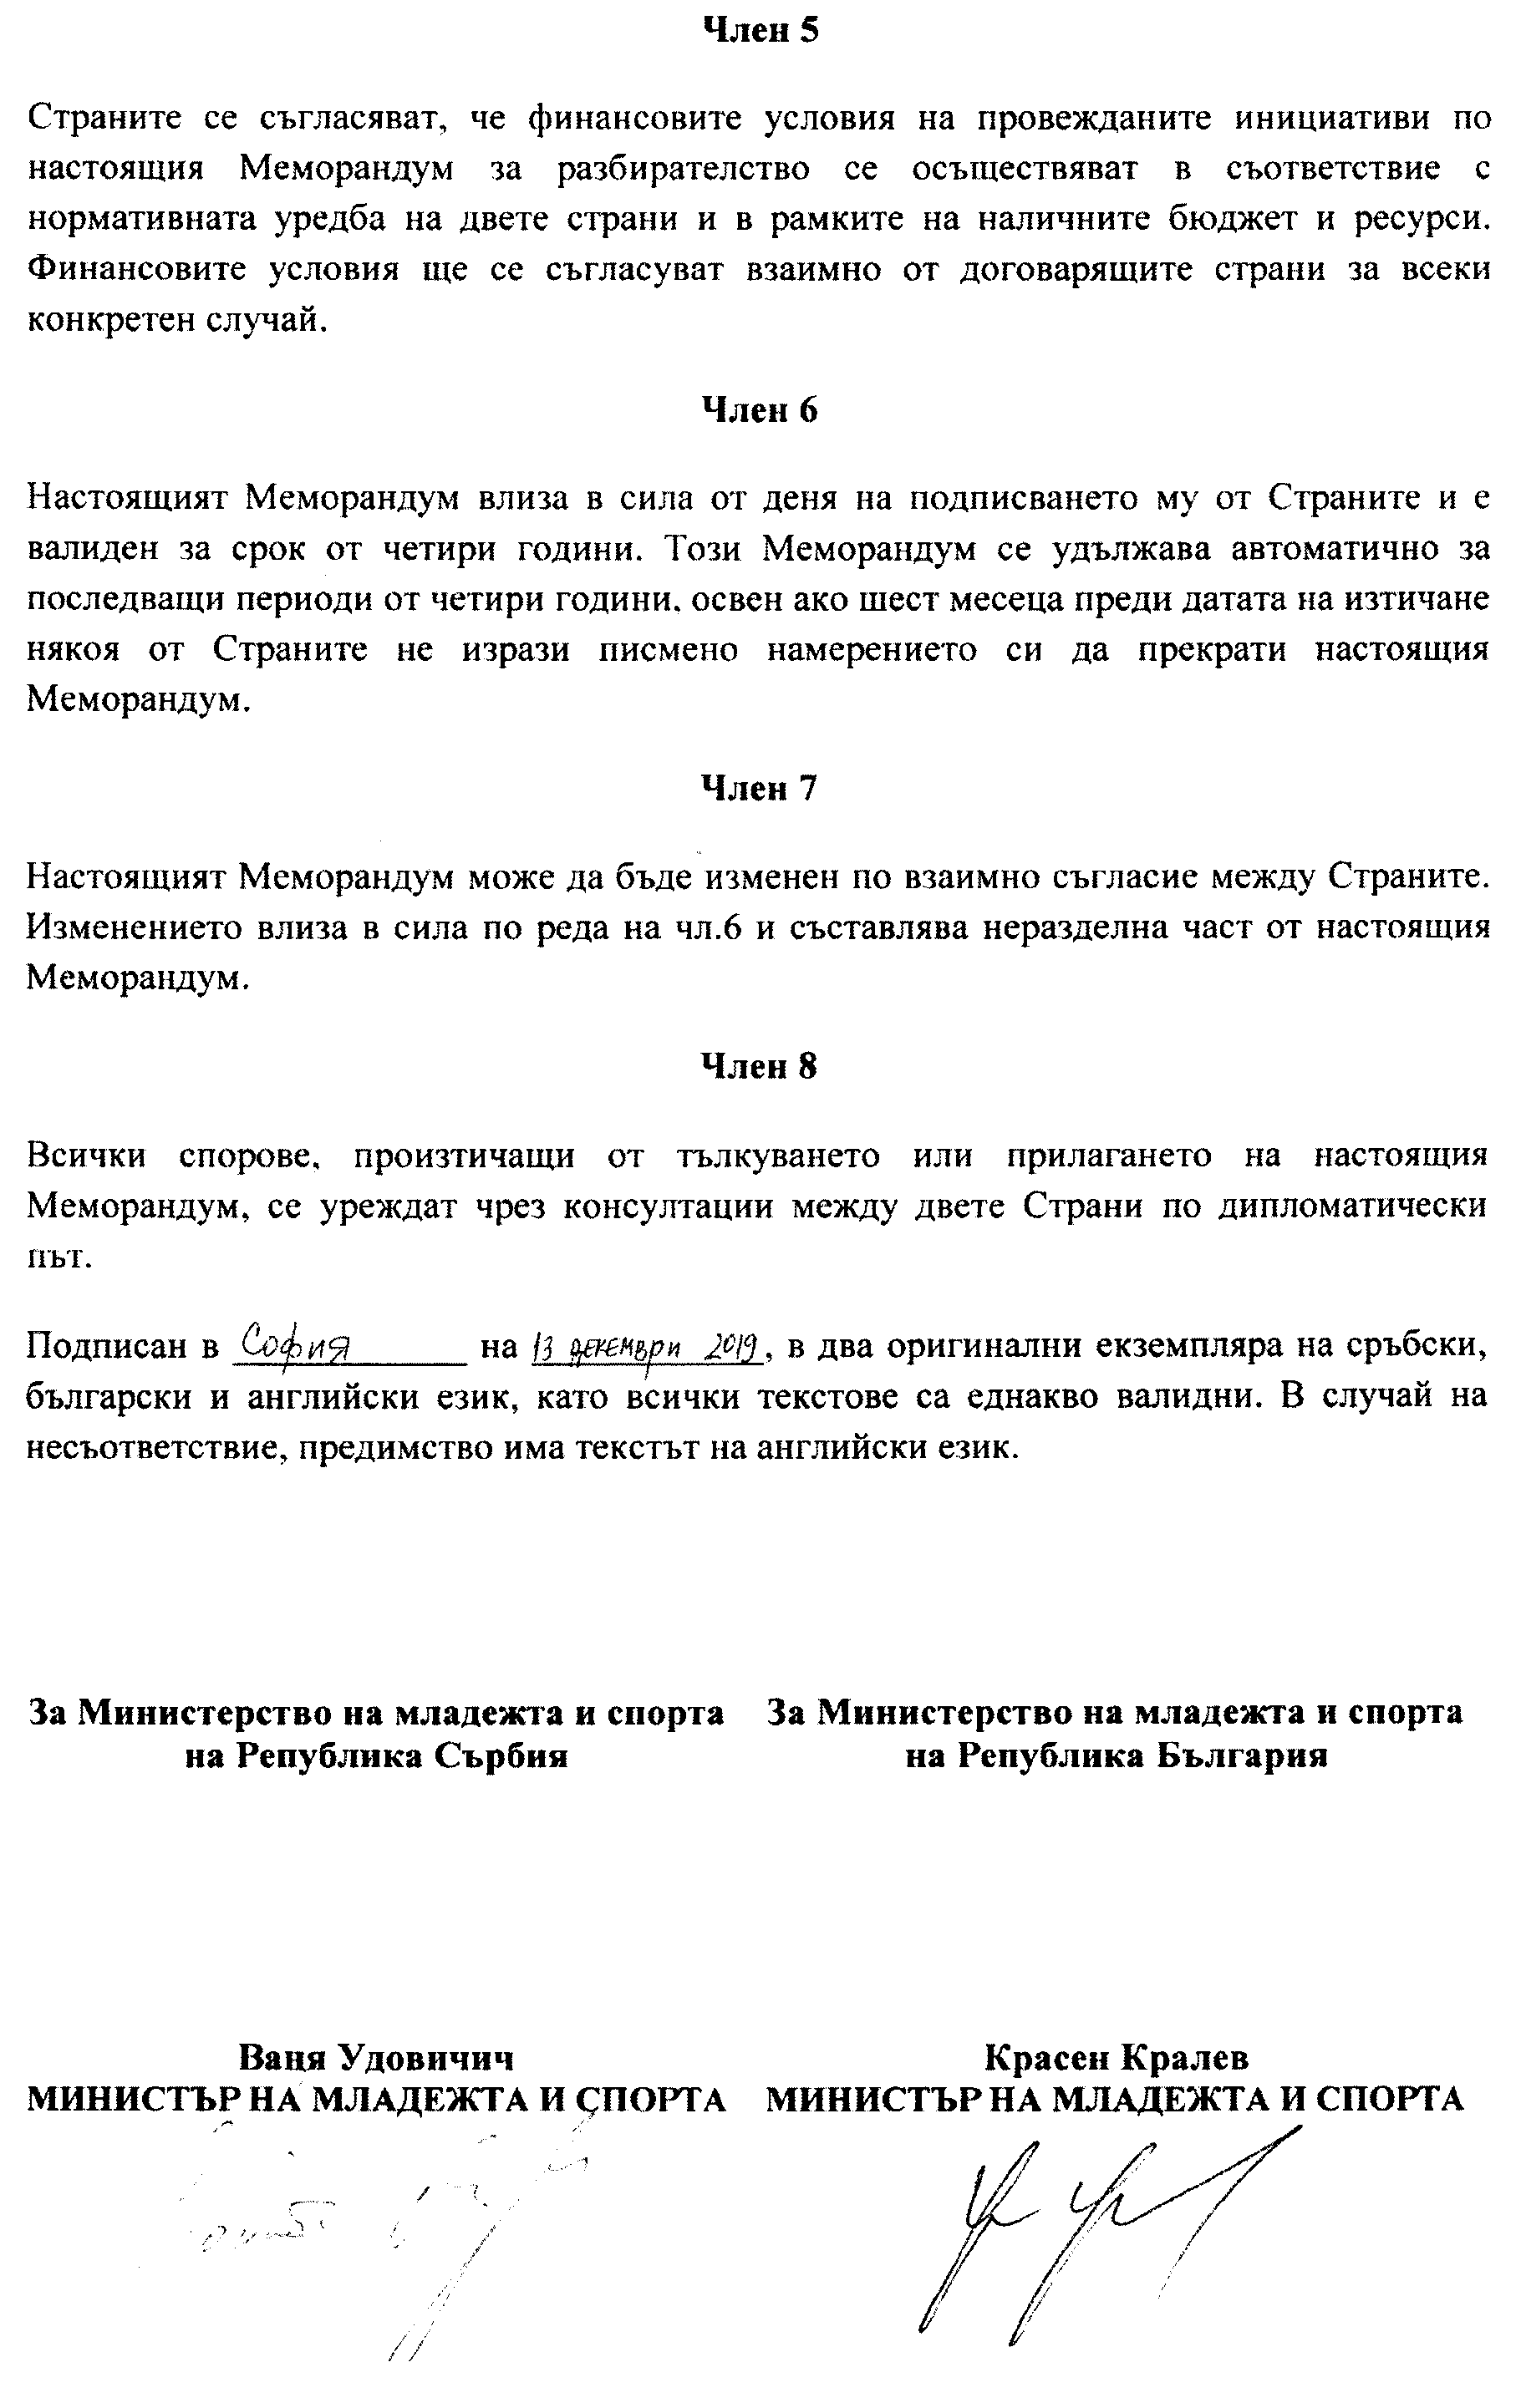 Член 5
Страните се съгласяват, че финансовите условия на провежданите инициативи по
настоящия Меморандум за разбирателство се осъществяват в съответствие с
нормативната уредба на двете страни и в рамките на наличните бюджет и ресурси.
Финансовите условия ще се съгласуват взаимно от договарящите страни за всеки
конкретен случай.
Член 6
Настоящият Меморандум влиза в сила от деня на подписването му от Страните и е
валиден за срок от четири години. Този Меморандум се удължава автоматично за
последващи периоди от четири години, освен ако шест месеца преди датата на изтичане
някоя от Страните не изрази писмено намерението си да прекрати настоящия
Меморандум.
Член 7
Настоящият Меморандум може да бъде изменен по взаимно съгласие между Страните.
Изменението влиза в сила по реда на чл.6 и съставлява неразделна част от настоящия
Меморандум.
Член 8
Всички спорове, произтичащи от тълкуването или прилагането на настоящия
Меморандум, се уреждат чрез консултации между двете Страни по дипломатически
път.
Подписан в София на 13 декември 2019, в два оригинални екземпляра на сръбски,
български и английски език, като всички текстове са еднакво валидни. В случай на
несъответствие, предимство има текстът на английски език.
За Министерство на младежта и спорта За Министерство на младежта и спорта
на Република Сърбия на Република България
Ваня Удовичич Красен Кралев
МИНИСТЪР НА МЛАДЕЖТА И СПОРТА МИНИСТЪР НА МЛАДЕЖТА И СПОРТА